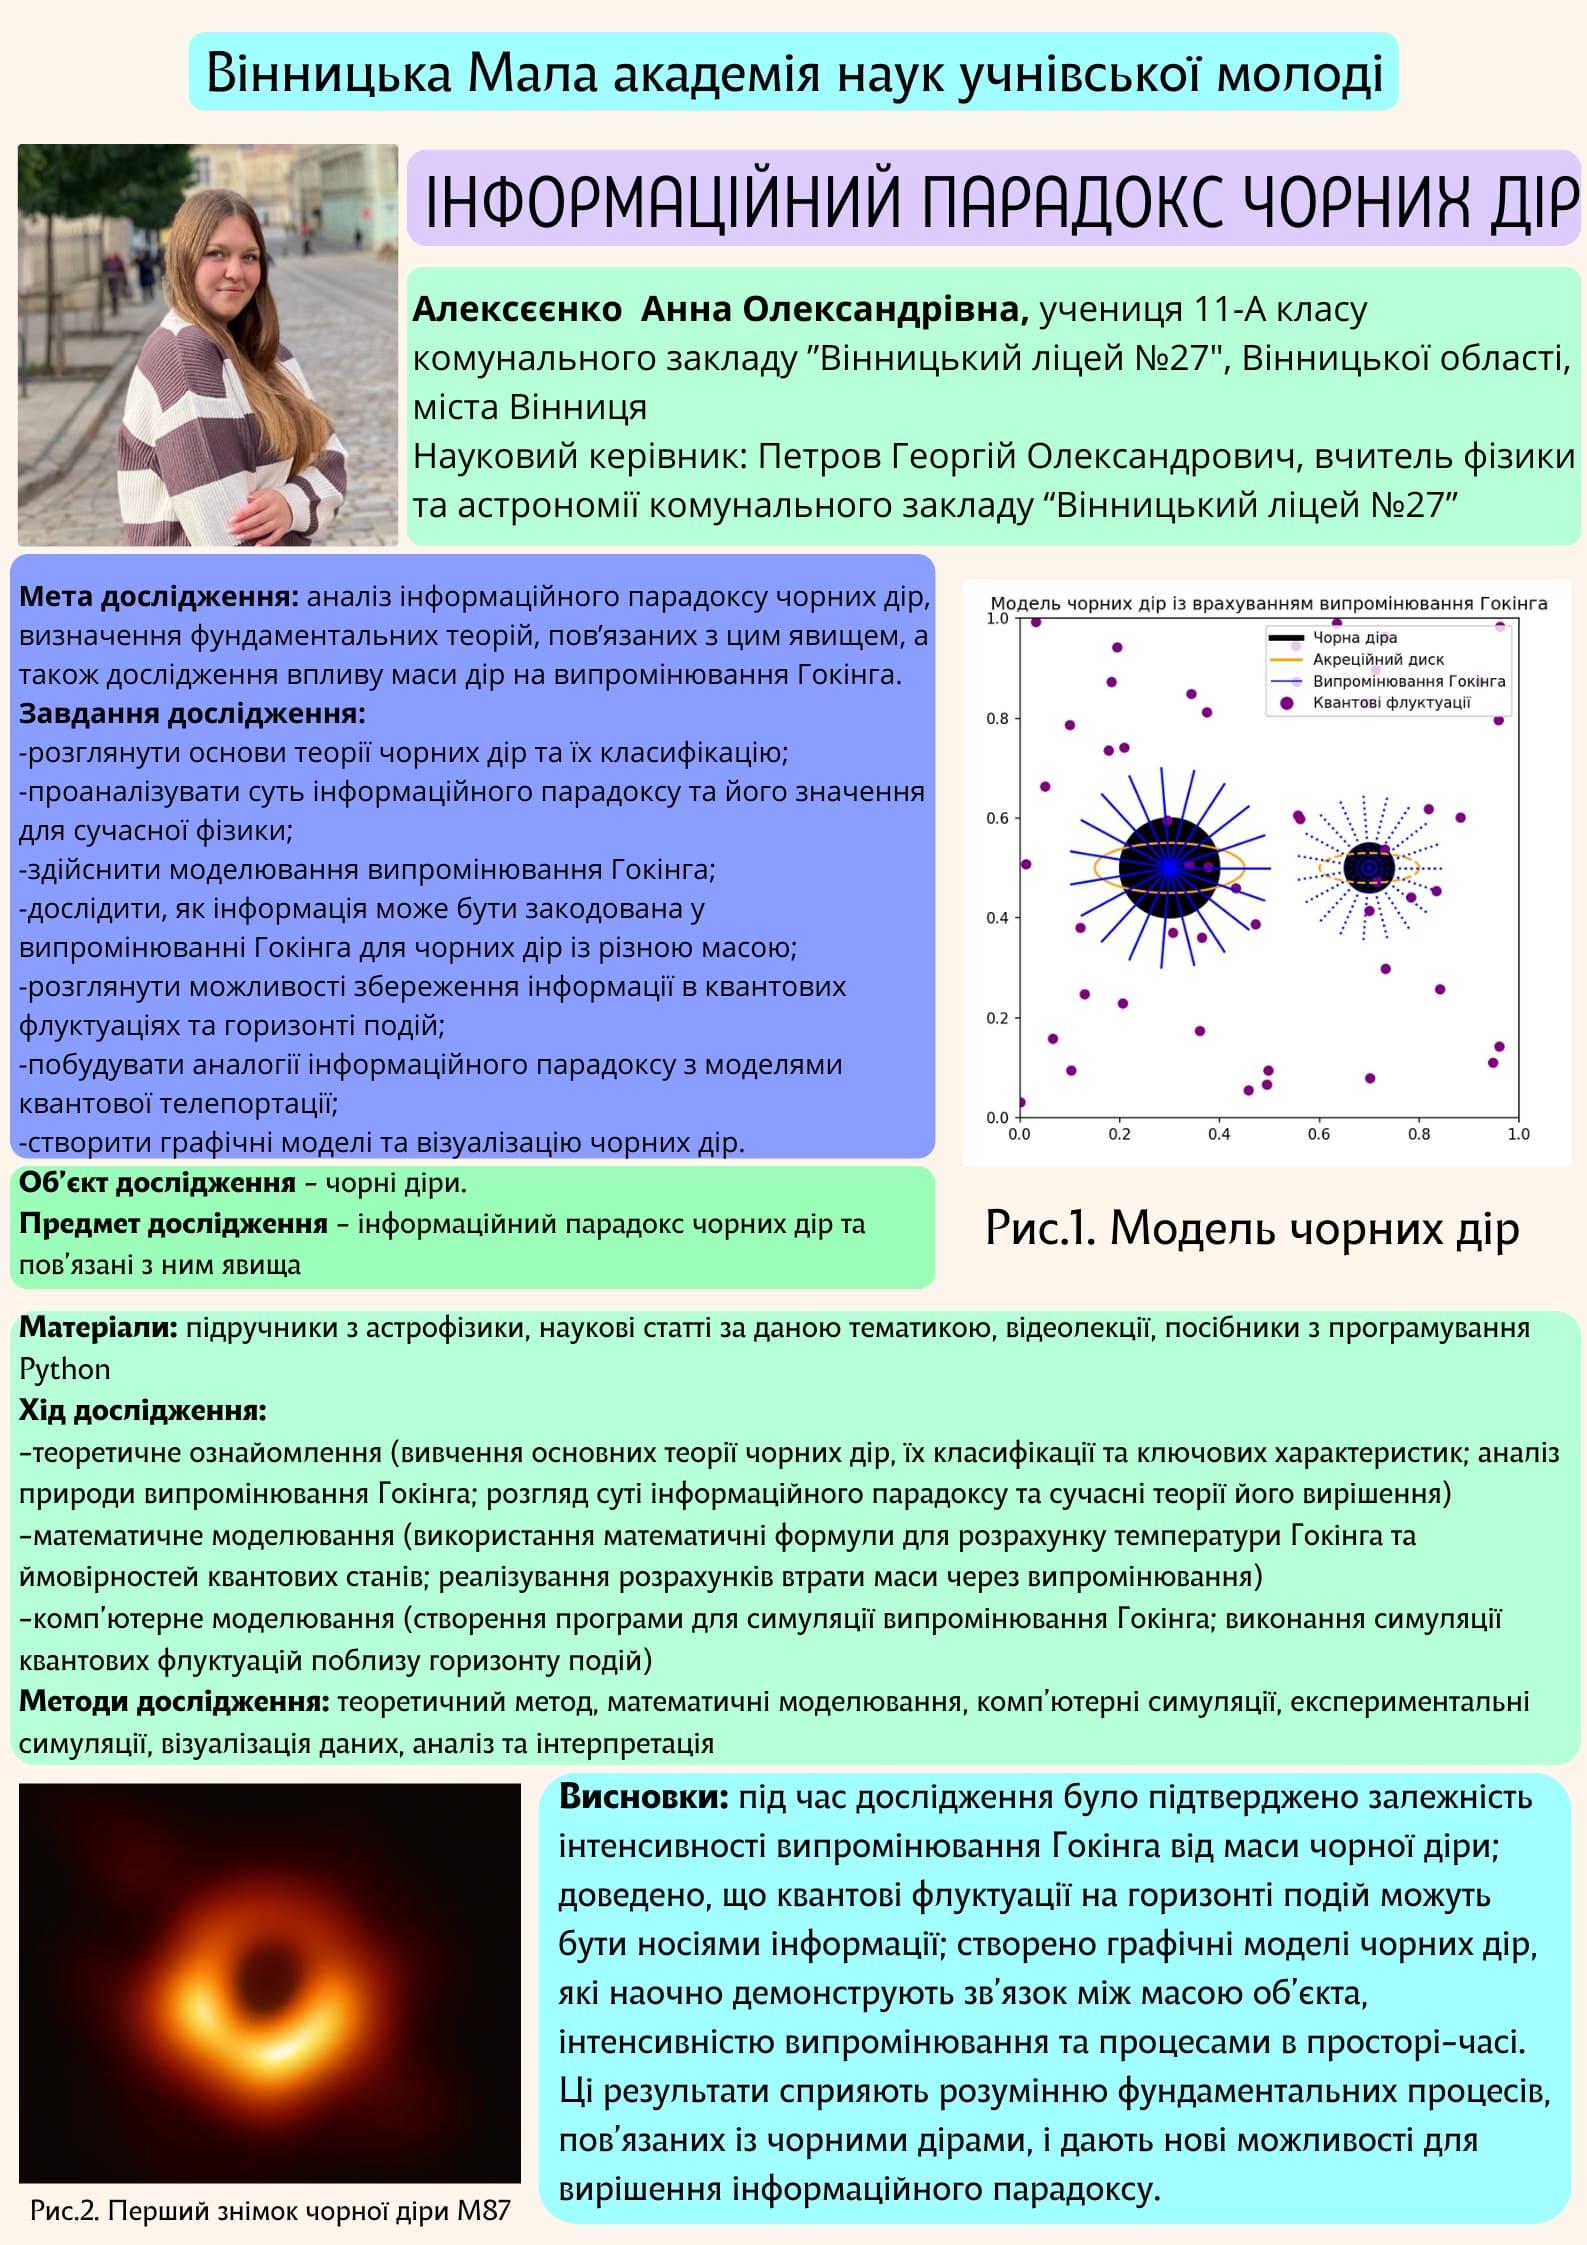 Вінницька Мала академія наук учнівської молоді
ІНФОРМАЦІЙНИЙ ПАРАДОКС ЧОРНИХ ДІР
Алексєєнко Анна Олександрівна, учениця 11-А класу
комунального закладу ”Вінницький ліцей №27", Вінницької області,
міста Вінниця
Науковий керівник: Петров Георгій Олександрович, вчитель фізики
та астрономії комунального закладу “Вінницький ліцей №27”
Мета дослідження: аналіз інформаційного парадоксу чорних дір,
визначення фундаментальних теорій, пов’язаних з цим явищем, а
також дослідження впливу маси дір на випромінювання Гокінга.
Завдання дослідження:
-розглянути основи теорії чорних дір та їх класифікацію;
-проаналізувати суть інформаційного парадоксу та його значення
для сучасної фізики;
-здійснити моделювання випромінювання Гокінга;
-дослідити, як інформація може бути закодована у
випромінюванні Гокінга для чорних дір із різною масою;
-розглянути можливості збереження інформації в квантових
флуктуаціях та горизонті подій;
-побудувати аналогії інформаційного парадоксу з моделями
квантової телепортації;
-створити графічні моделі та візуалізацію чорних дір.
Об’єкт дослідження – чорні діри.
Предмет дослідження – інформаційний парадокс чорних дір та
пов’язані з ним явища
Модель чорних дір із врахуванням випромінювання Гокінга
Чорна діра
Акреційний диск
Випромінювання Гокінга
Квантові флуктуації
1.0
0.8
0.6
0.4
0.2
0.0
0.0 0.2 0.4 0.6 0.8 1.0
Рис.1. Модель чорних дір
Матеріали: підручники з астрофізики, наукові статті за даною тематикою, відеолекції, посібники з програмування
Python
Хід дослідження:
–теоретичне ознайомлення (вивчення основних теорії чорних дір, їх класифікації та ключових характеристик; аналіз
природи випромінювання Гокінга; розгляд суті інформаційного парадоксу та сучасні теорії його вирішення)
–математичне моделювання (використання математичні формули для розрахунку температури Гокінга та
ймовірностей квантових станів; реалізування розрахунків втрати маси через випромінювання)
–комп’ютерне моделювання (створення програми для симуляції випромінювання Гокінга; виконання симуляції
квантових флуктуацій поблизу горизонту подій)
Методи дослідження: теоретичний метод, математичні моделювання, комп’ютерні симуляції, експериментальні
симуляції, візуалізація даних, аналіз та інтерпретація
Висновки: під час дослідження було підтверджено залежність
інтенсивності випромінювання Гокінга від маси чорної діри;
доведено, що квантові флуктуації на горизонті подій можуть
бути носіями інформації; створено графічні моделі чорних дір,
які наочно демонструють зв’язок між масою об’єкта,
інтенсивністю випромінювання та процесами в просторі–часі.
Ці результати сприяють розумінню фундаментальних процесів,
пов’язаних із чорними дірами, і дають нові можливості для
вирішення інформаційного парадоксу.
Рис.2. Перший знімок чорної діри М87